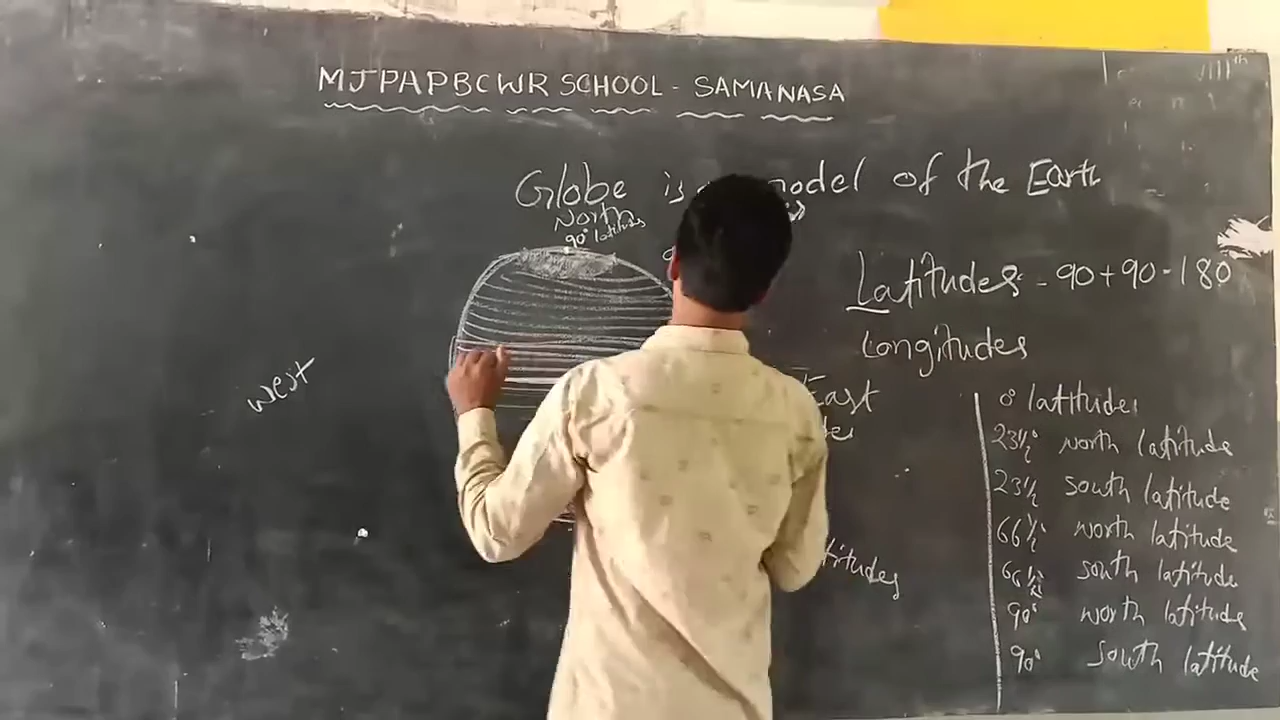 MJPAPBCWR SCHOOL - SAMANASA
VIIIth
Globe is model of the Earth
North
90° latitude
Latitudes - 90+90-180
Longitudes
West
East
0° latitudes
23½° North latitude
23½ south latitude
66½° North latitude
66½ south latitude
90° North latitude
90° south latitude